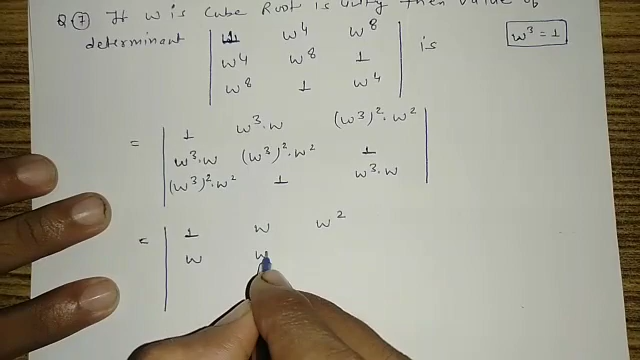 Q.7 If w is Cube Root is Unity then Value of
determinant | 1 w⁴ w⁸ | is w³ = 1
| w⁴ w⁸ 1 |
| w⁸ 1 w⁴ |
= | 1 w³·w (w³)²·w² |
| w³·w (w³)²·w² 1 |
| (w³)²·w² 1 w³·w |
= | 1 w w²
| w w